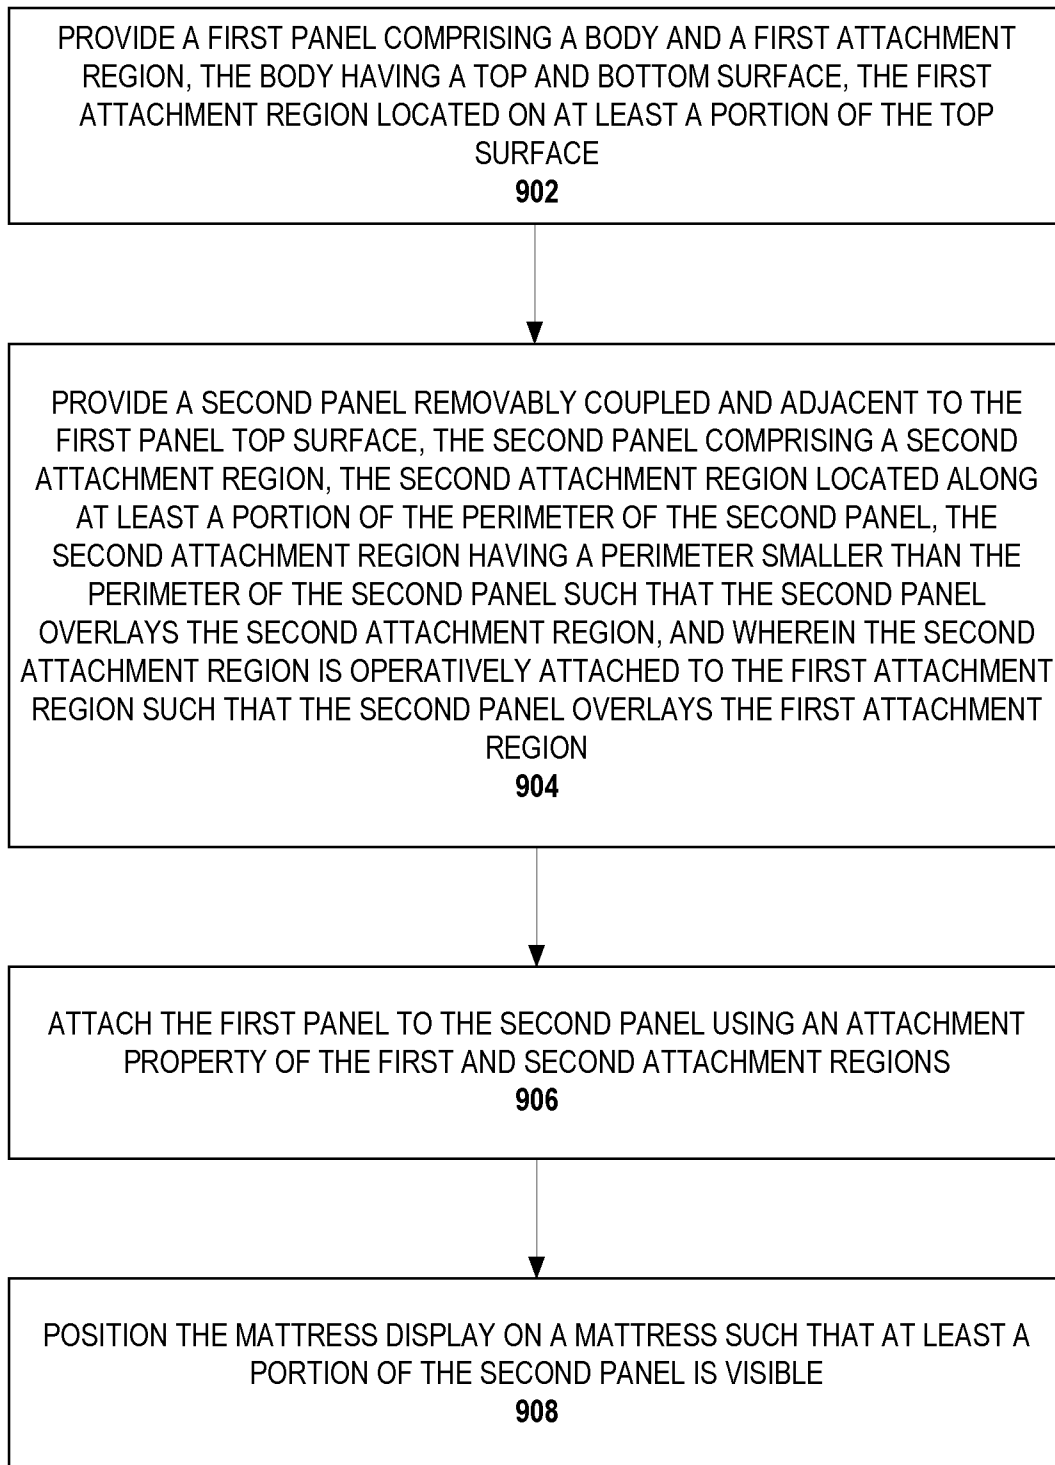 PROVIDE A FIRST PANEL COMPRISING A BODY AND A FIRST ATTACHMENT
REGION, THE BODY HAVING A TOP AND BOTTOM SURFACE, THE FIRST
ATTACHMENT REGION LOCATED ON AT LEAST A PORTION OF THE TOP
SURFACE
902
PROVIDE A SECOND PANEL REMOVABLY COUPLED AND ADJACENT TO THE
FIRST PANEL TOP SURFACE, THE SECOND PANEL COMPRISING A SECOND
ATTACHMENT REGION, THE SECOND ATTACHMENT REGION LOCATED ALONG
AT LEAST A PORTION OF THE PERIMETER OF THE SECOND PANEL, THE
SECOND ATTACHMENT REGION HAVING A PERIMETER SMALLER THAN THE
PERIMETER OF THE SECOND PANEL SUCH THAT THE SECOND PANEL
OVERLAYS THE SECOND ATTACHMENT REGION, AND WHEREIN THE SECOND
ATTACHMENT REGION IS OPERATIVELY ATTACHED TO THE FIRST ATTACHMENT
REGION SUCH THAT THE SECOND PANEL OVERLAYS THE FIRST ATTACHMENT
REGION
904
ATTACH THE FIRST PANEL TO THE SECOND PANEL USING AN ATTACHMENT
PROPERTY OF THE FIRST AND SECOND ATTACHMENT REGIONS
906
POSITION THE MATTRESS DISPLAY ON A MATTRESS SUCH THAT AT LEAST A
PORTION OF THE SECOND PANEL IS VISIBLE
908